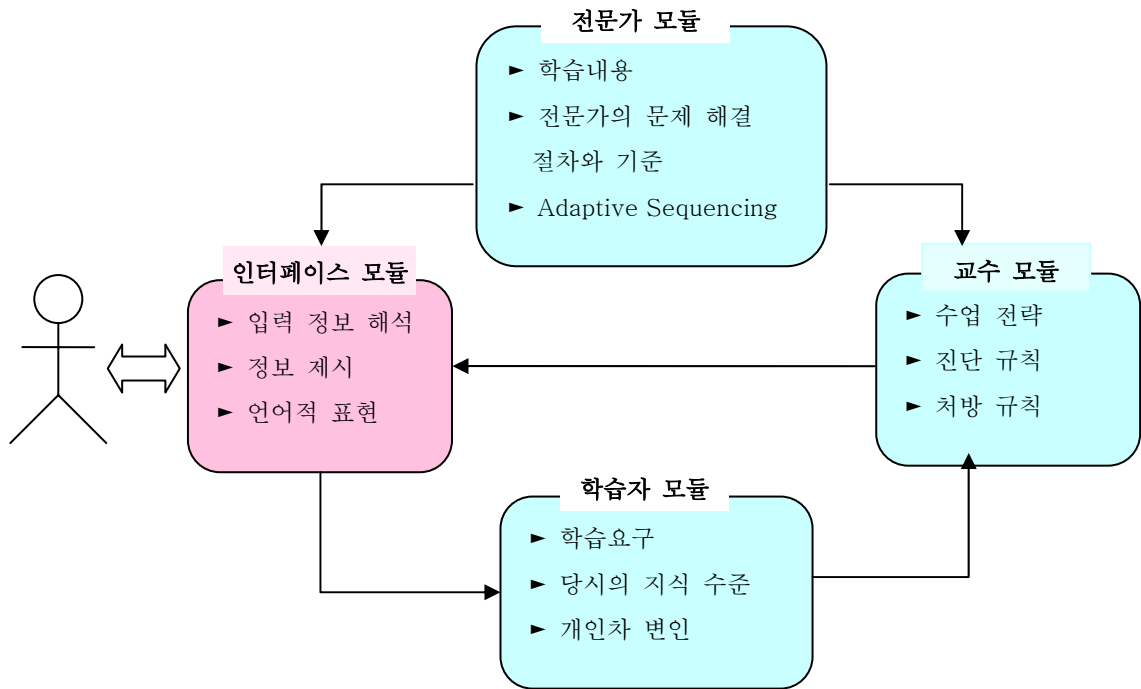 전문가 모듈
► 학습내용
► 전문가의 문제 해결
절차와 기준
► Adaptive Sequencing
인터페이스 모듈
► 입력 정보 해석
► 정보 제시
► 언어적 표현
교수 모듈
► 수업 전략
► 진단 규칙
► 처방 규칙
학습자 모듈
► 학습요구
► 당시의 지식 수준
► 개인차 변인